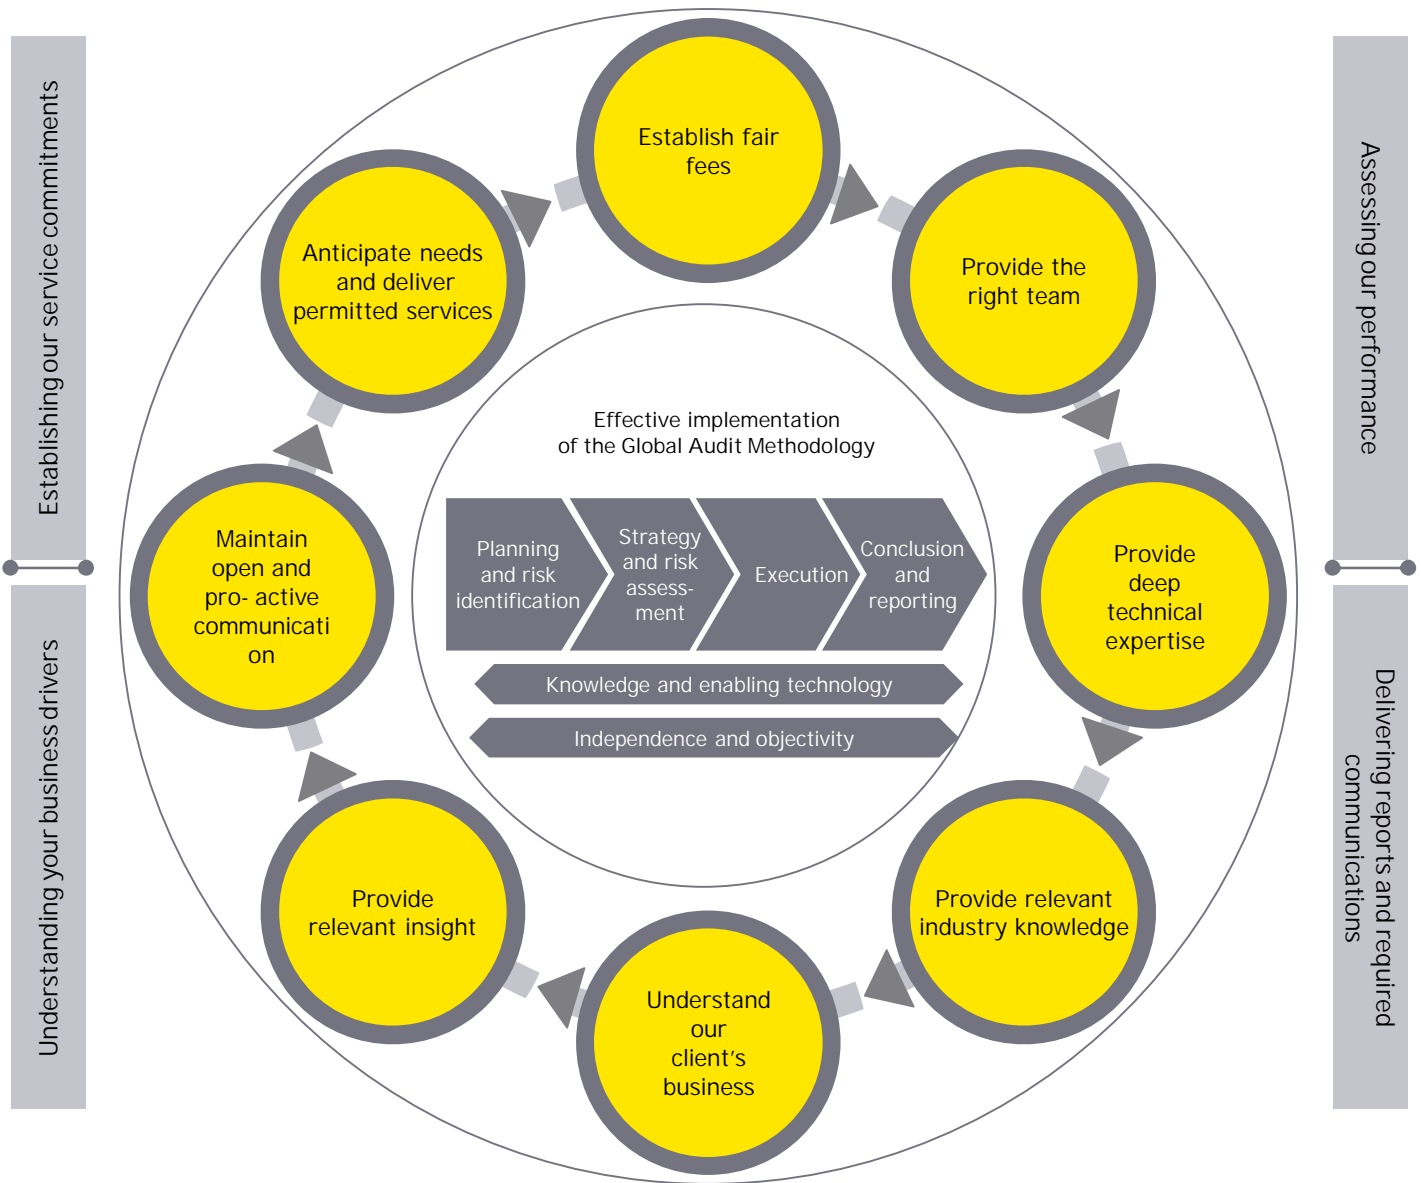 Establishing our service commitments
Understanding your business drivers
Establish fair
fees
Provide the
right team
Provide
deep
technical
expertise
Provide relevant
industry knowledge
Understand
our
client's
business
Provide
relevant insight
Maintain
open and
pro- active
communicati
on
Anticipate needs
and deliver
permitted services
Effective implementation
of the Global Audit Methodology
Planning
and risk
identification
Strategy
and risk
assess-
ment
Execution
Conclusion
and
reporting
Knowledge and enabling technology
Independence and objectivity
Assessing our performance
Delivering reports and required
communications